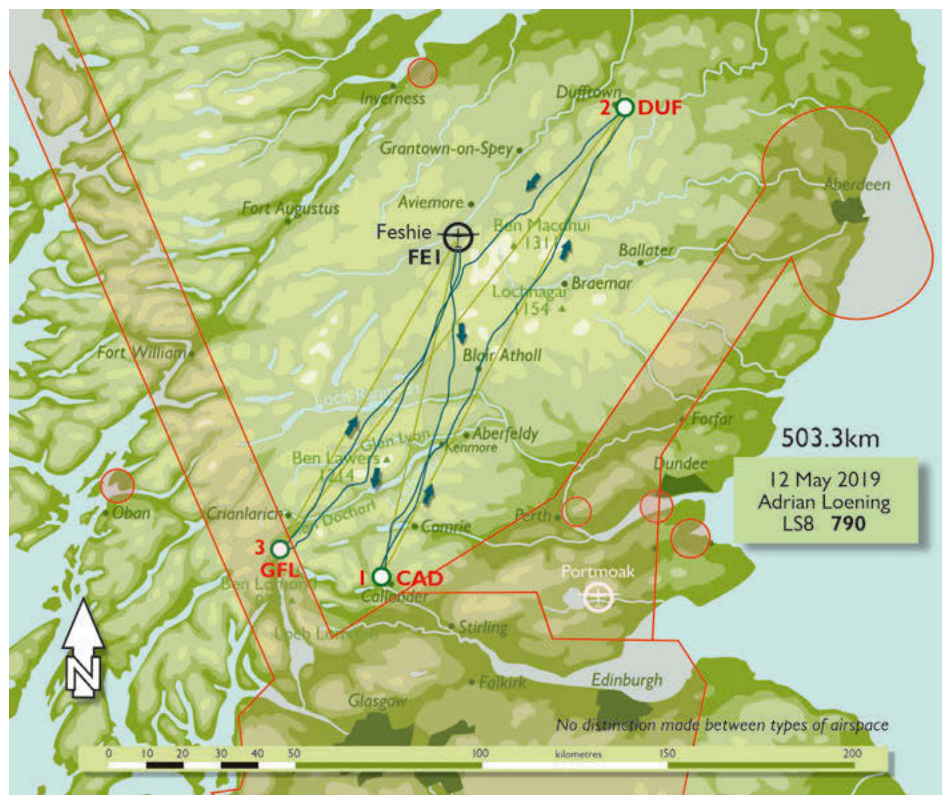 Inverness
Dufftown
2 DUF
Grantown-on-Spey
Aviemore
Aberdeen
Fort Augustus
Feshie
FE1
Ben Macdhui
1311
Ballater
Braemar
Lochnagar
1154
Fort William
Blair Atholl
Loch Rannoch
Forfar
Glen Lyon
Aberfeldy
Kenmore
503.3km
Ben Lawers
1214
Dundee
12 May 2019
Adrian Loening
LS8 790
Oban
Crianlarich
Glen Dochart
Comrie
Perth
3
GFL
1 CAD
Portmoak
Ben Lomond
Callander
Loch Lomond
Stirling
N
Falkirk
Edinburgh
Glasgow
No distinction made between types of airspace
0 10 20 30 40 50 100 kilometres 150 200